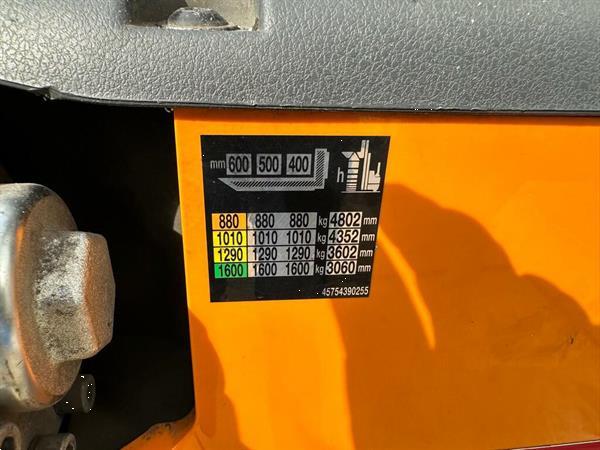 mm 600 500 400
h
880 880 880 kg 4802 mm
1010 1010 1010 kg 4352 mm
1290 1290 1290 kg 3602 mm
1600 1600 1600 kg 3060 mm
45754390255